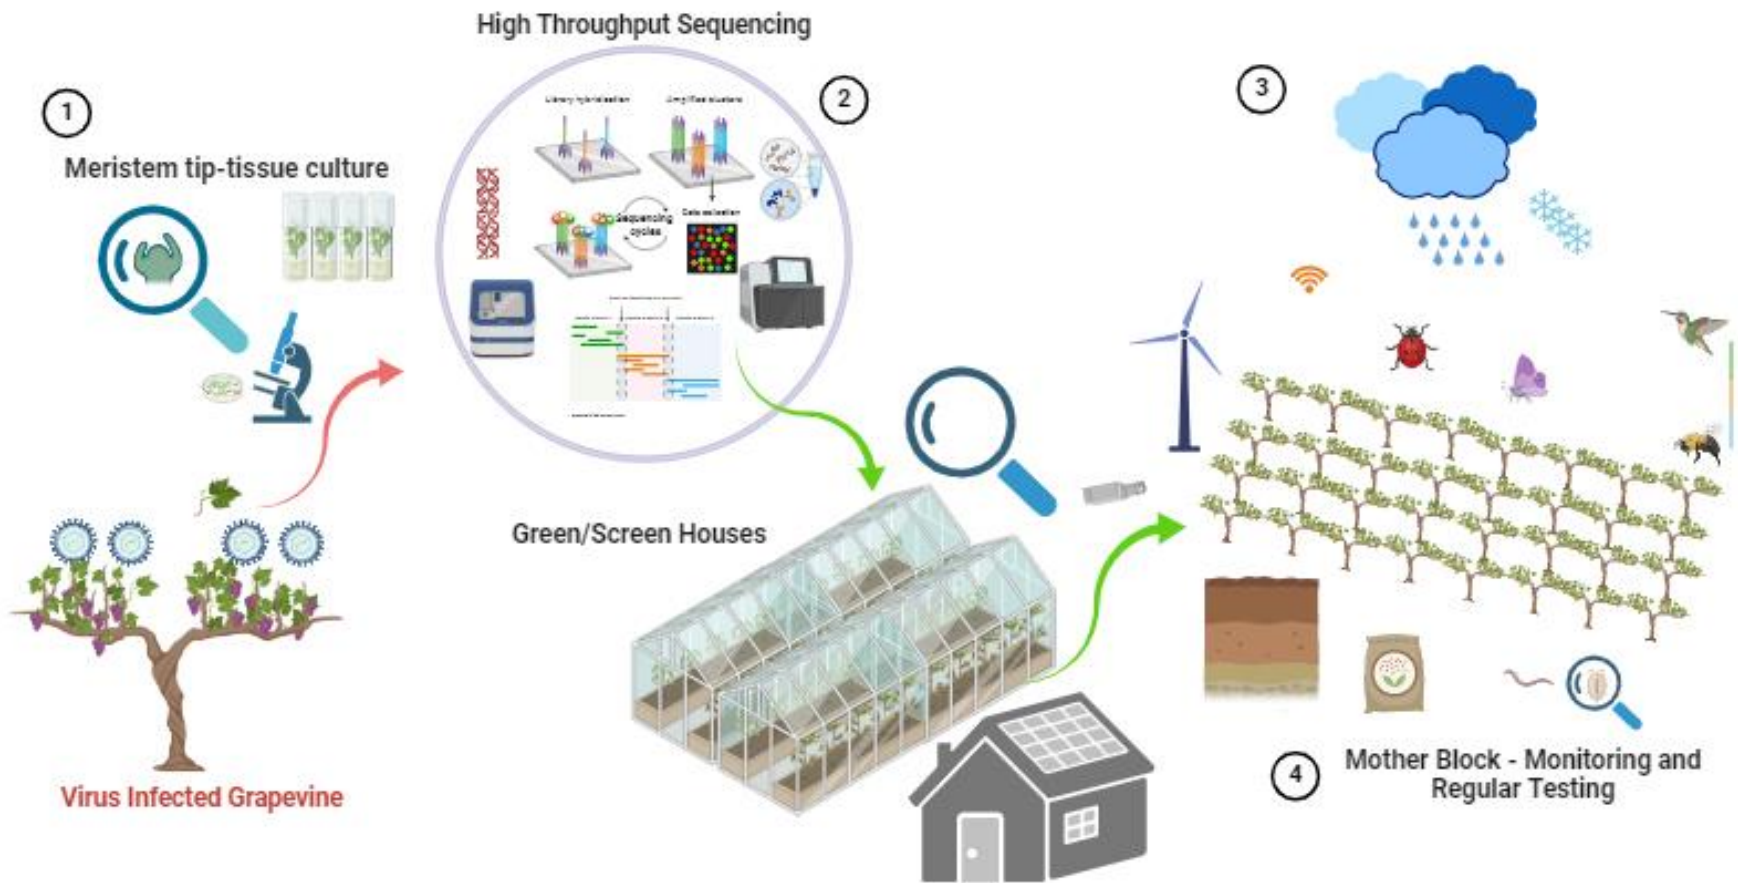 High Throughput Sequencing
1
2
3
Meristem tip-tissue culture
Library hybridisation
Amplified clusters
Sequencing
cycles
Data collection
Green/Screen Houses
Virus Infected Grapevine
4
Mother Block - Monitoring and
Regular Testing